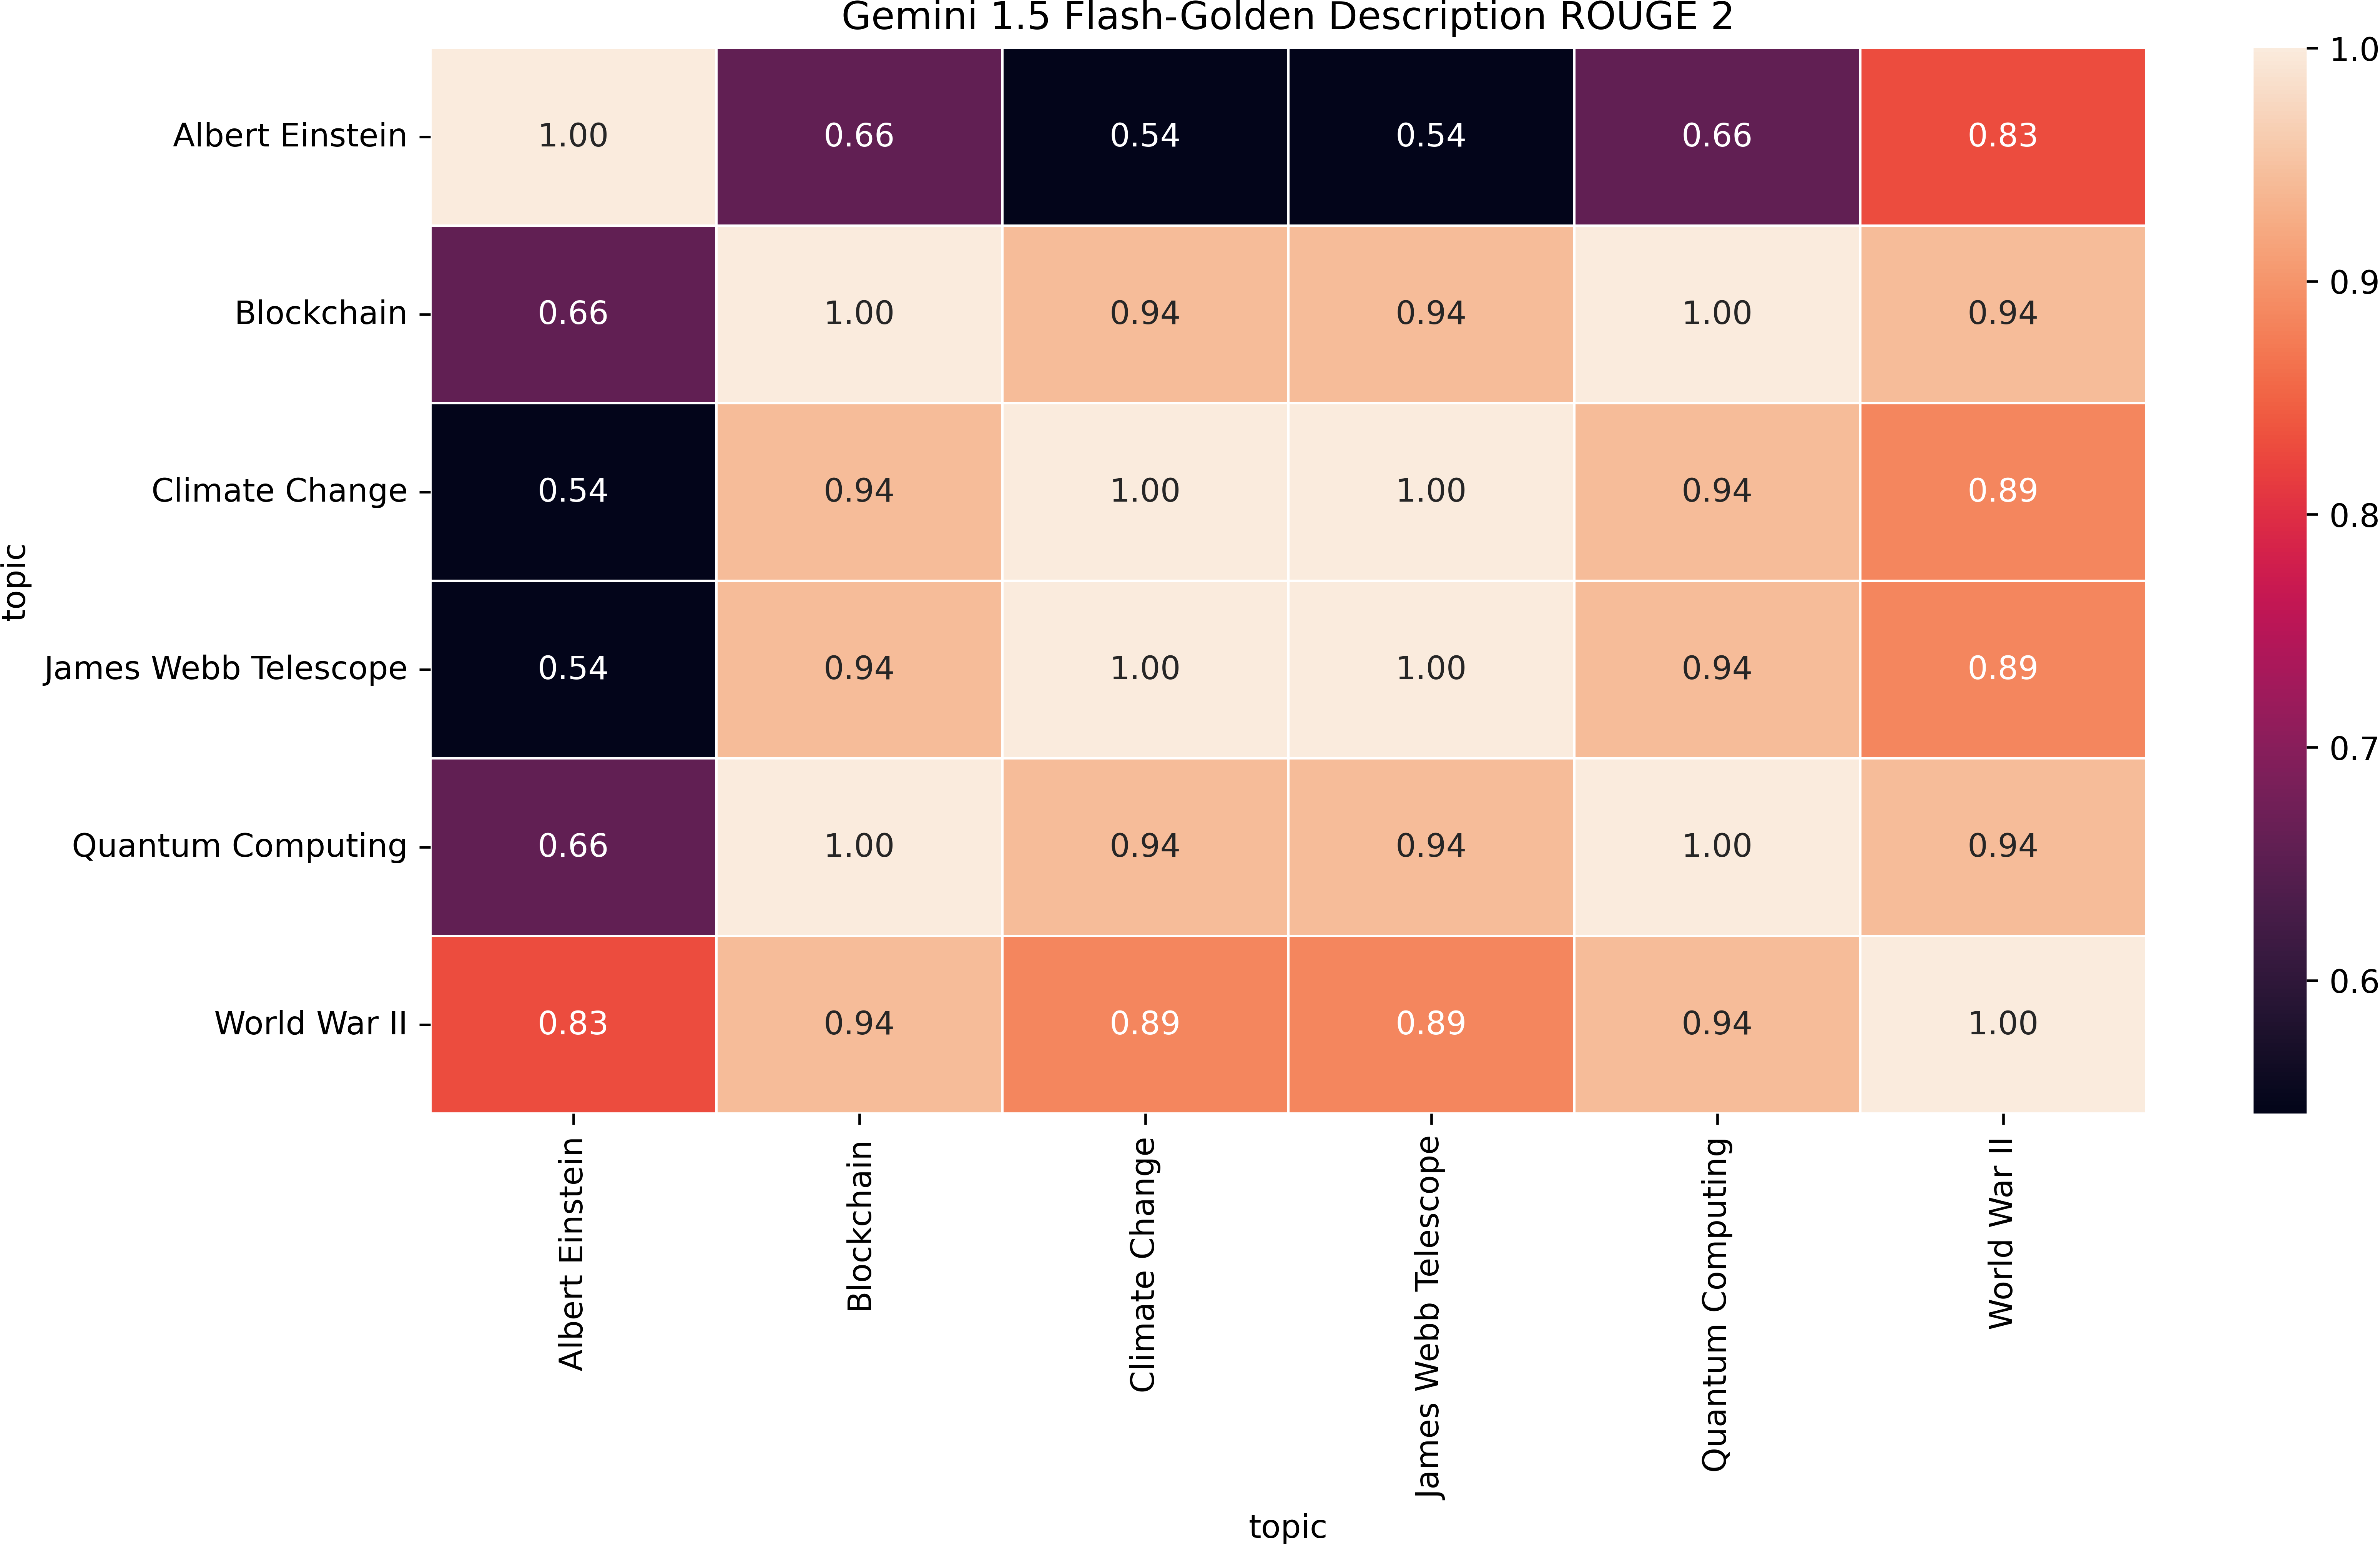 Gemini 1.5 Flash-Golden Description ROUGE 2
topic
Albert Einstein 1.00 0.66 0.54 0.54 0.66 0.83
Blockchain 0.66 1.00 0.94 0.94 1.00 0.94
Climate Change 0.54 0.94 1.00 1.00 0.94 0.89
James Webb Telescope 0.54 0.94 1.00 1.00 0.94 0.89
Quantum Computing 0.66 1.00 0.94 0.94 1.00 0.94
World War II 0.83 0.94 0.89 0.89 0.94 1.00
Albert Einstein
Blockchain
Climate Change
James Webb Telescope
Quantum Computing
World War II
topic
1.0
0.9
0.8
0.7
0.6